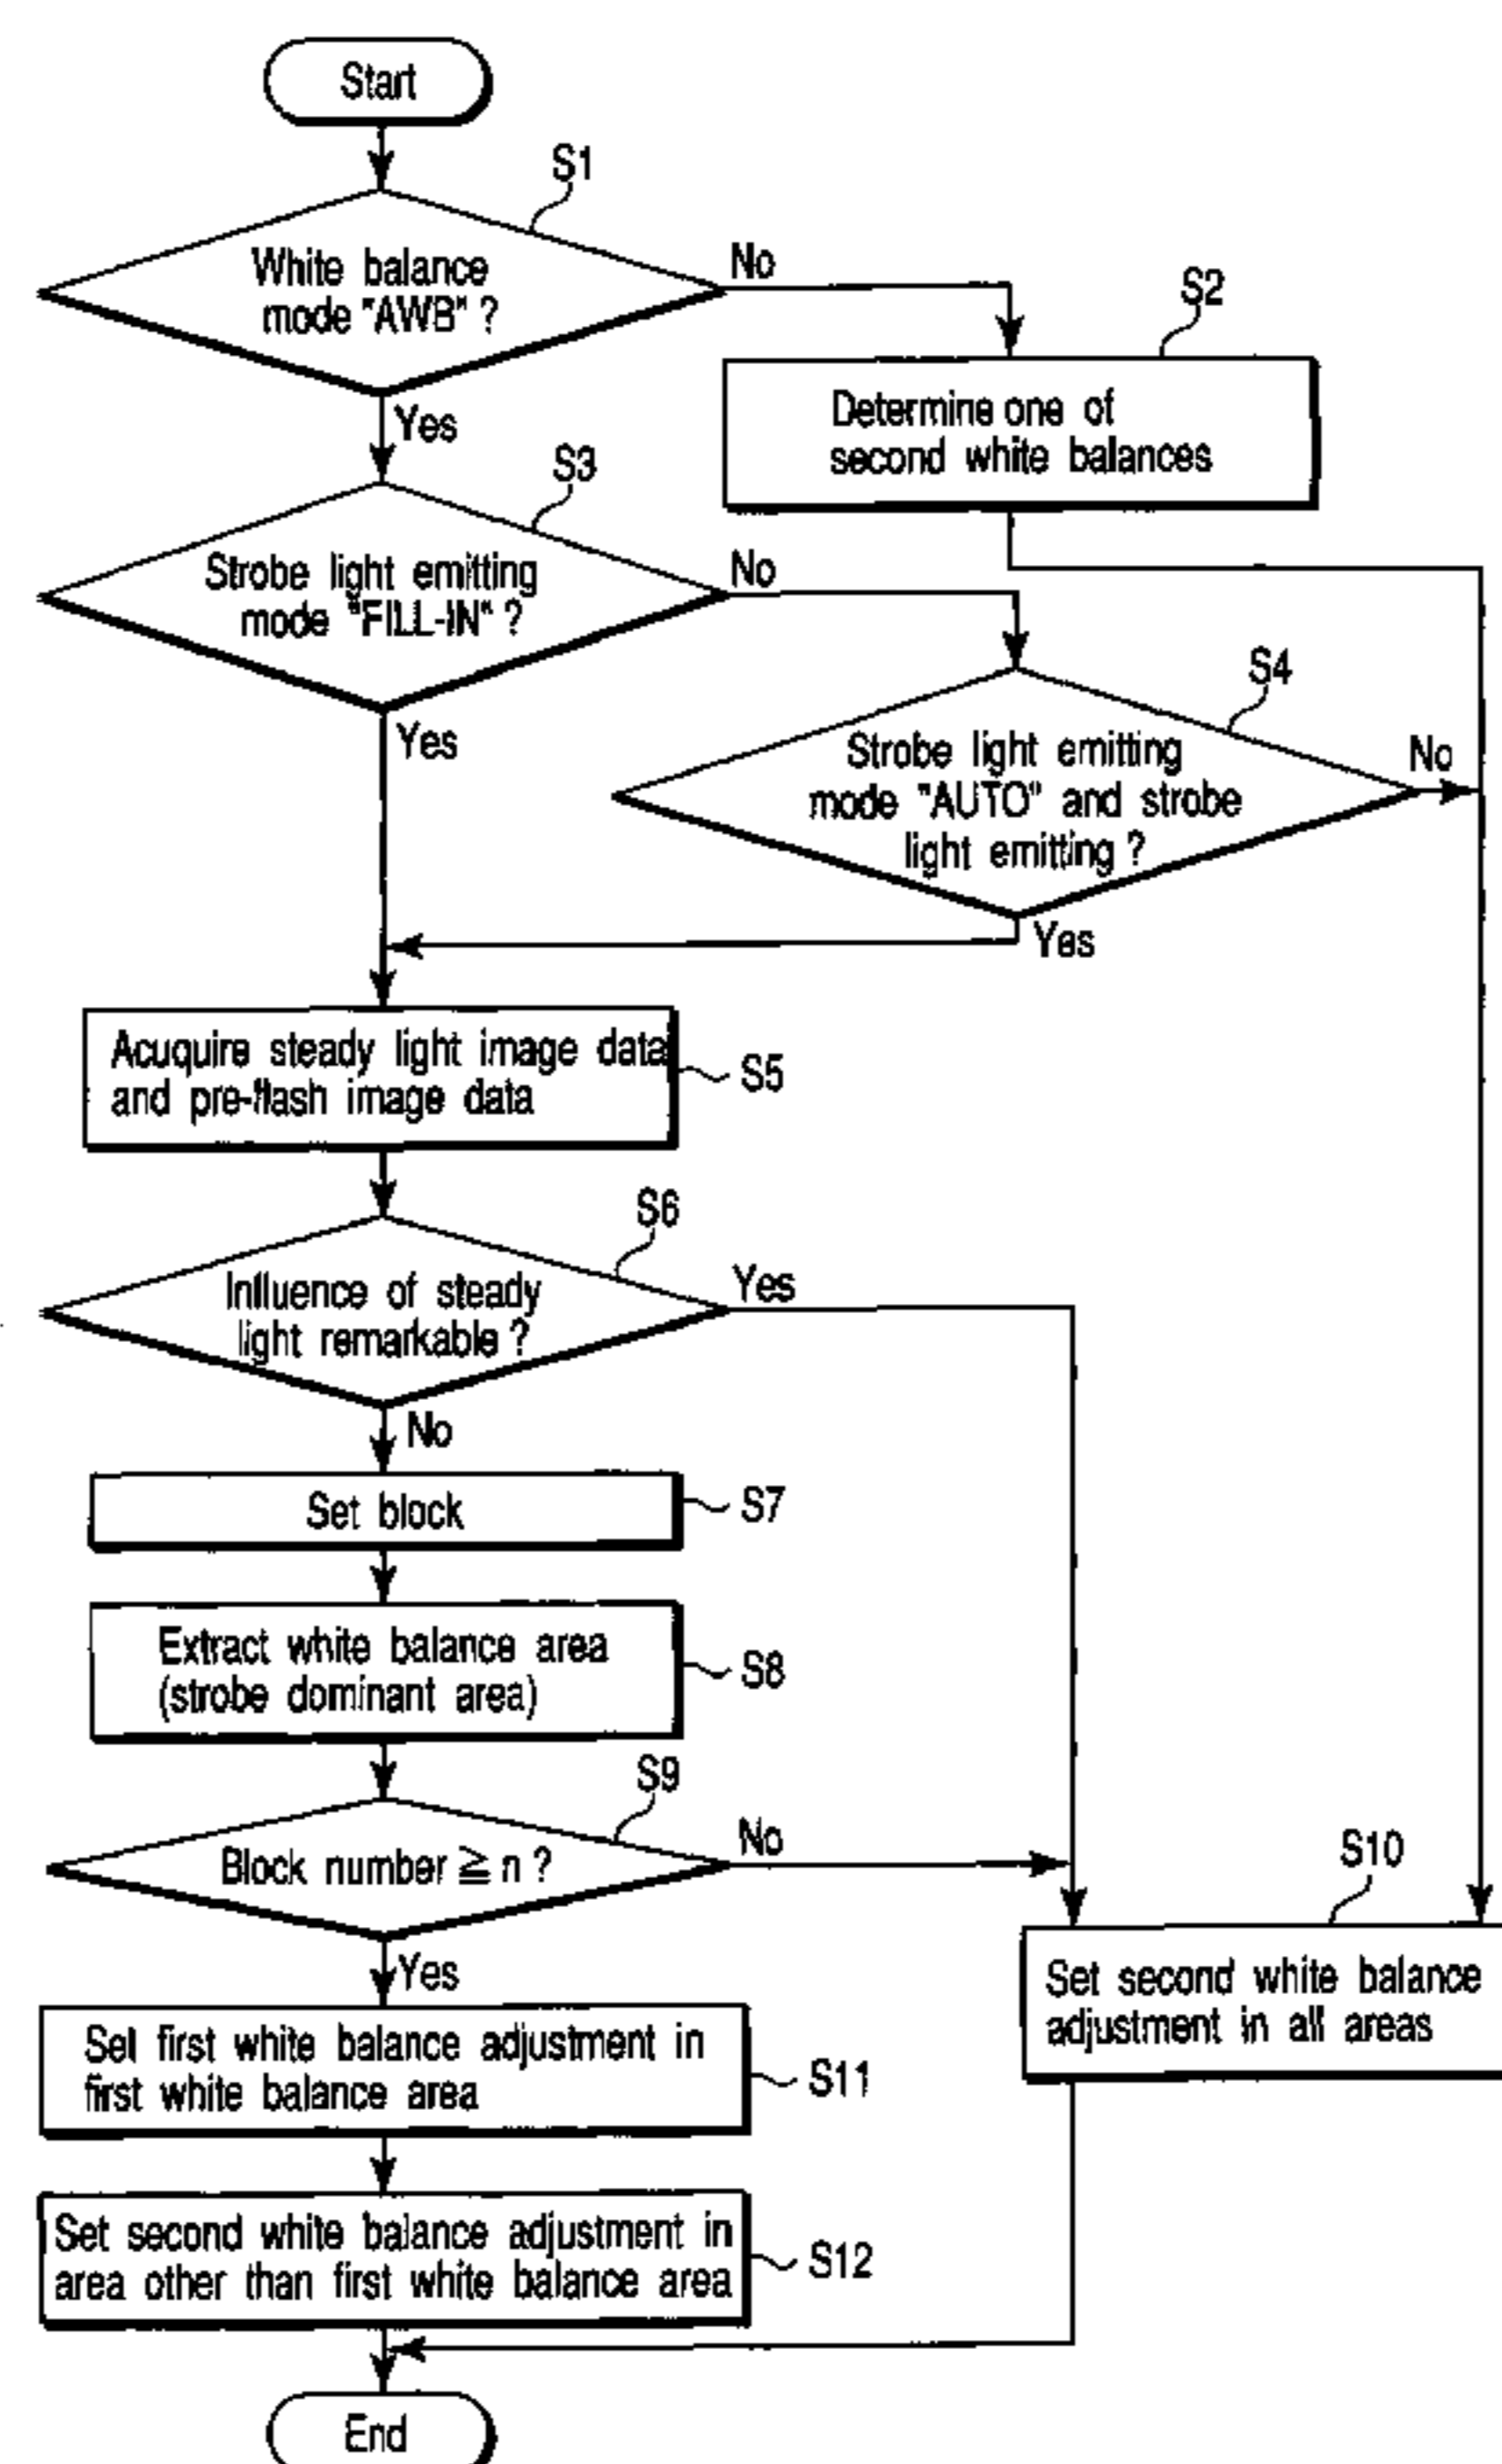 Start
S1
White balance
mode "AWB" ?
No
S2
Determine one of
second white balances
Yes
S3
Strobe light emitting
mode "FILL-IN" ?
No
S4
Strobe light emitting
mode "AUTO" and strobe
light emitting ?
No
Yes
Yes
Acuquire steady light image data
and pre-flash image data
S5
S6
Influence of steady
light remarkable ?
Yes
No
Set block
S7
Extract white balance area
(strobe dominant area)
S8
S9
Block number ≧ n ?
No
S10
Set second white balance
adjustment in all areas
Yes
Set first white balance adjustment in
first white balance area
S11
Set second white balance adjustment in
area other than first white balance area
S12
End